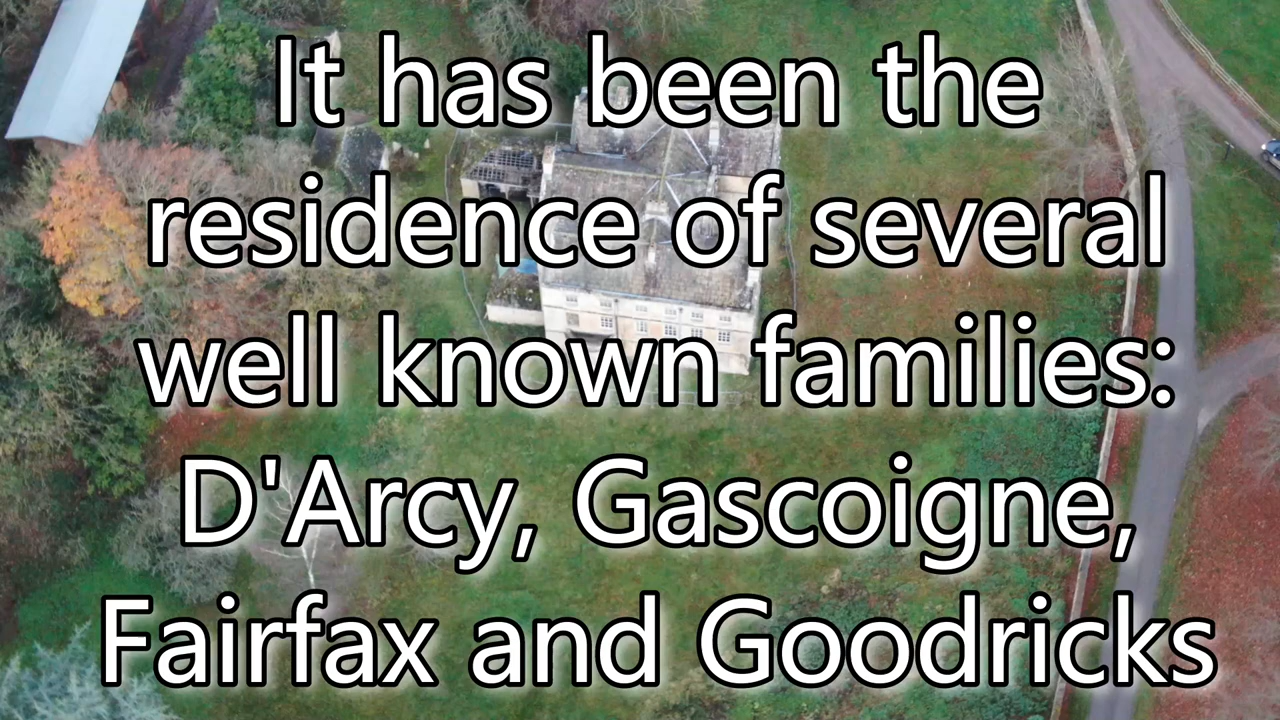 It has been the
residence of several
well known families:
D'Arcy, Gascoigne,
Fairfax and Goodricks